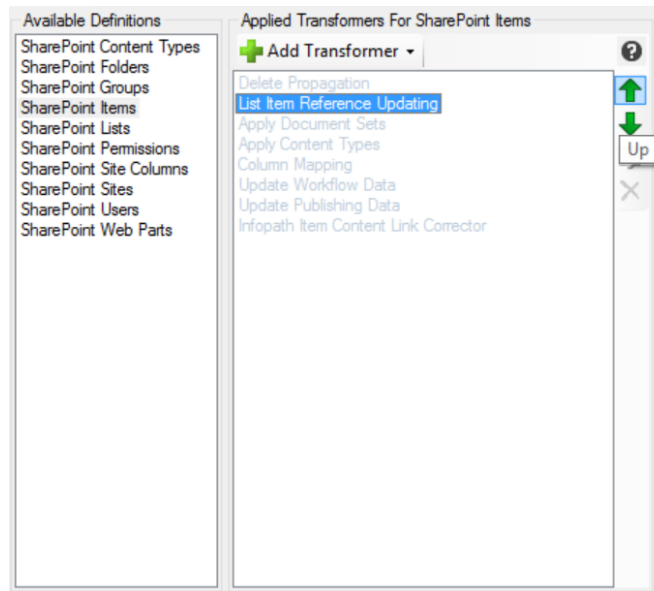 Available Definitions
SharePoint Content Types
SharePoint Folders
SharePoint Groups
SharePoint Items
SharePoint Lists
SharePoint Permissions
SharePoint Site Columns
SharePoint Sites
SharePoint Users
SharePoint Web Parts
Applied Transformers For SharePoint Items
Add Transformer
Delete Propagation
List Item Reference Updating
Apply Document Sets
Apply Content Types
Column Mapping
Update Workflow Data
Update Publishing Data
Infopath Item Content Link Corrector
Up